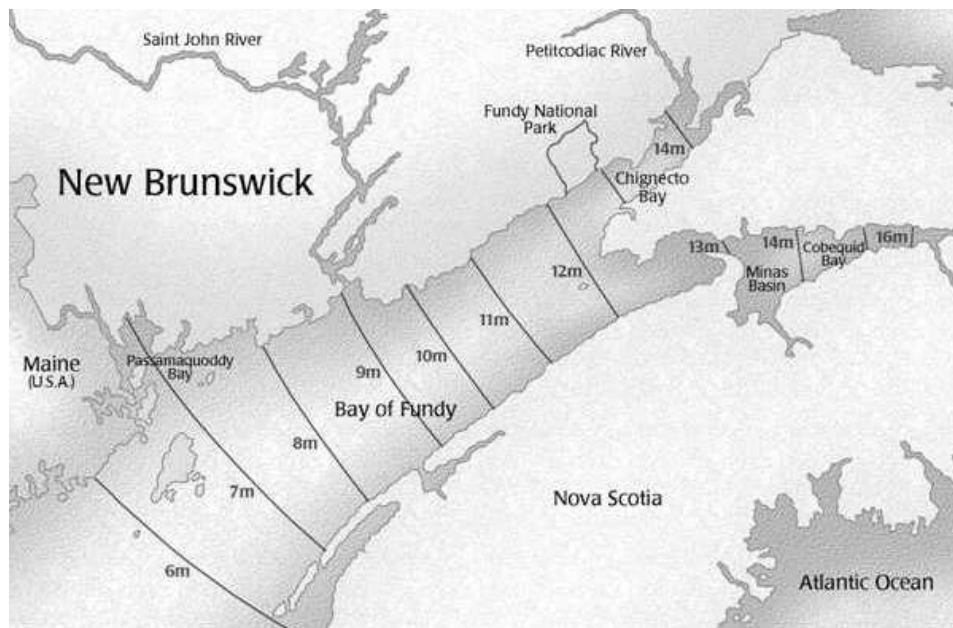 Saint John River
Petitcodiac River
Fundy National
Park
14m
New Brunswick
Chignecto
Bay
13m
14m
Cobequid
Bay
16m
12m
Minas
Basin
11m
Maine
(U.S.A.)
Passamaquoddy
Bay
10m
9m
Bay of Fundy
8m
7m
Nova Scotia
6m
Atlantic Ocean